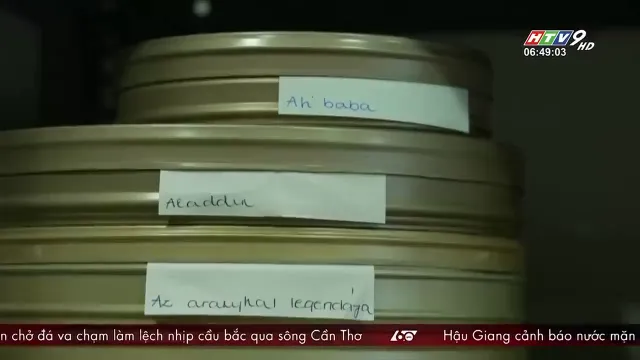 HTV9 HD
06:49:03
Ali baba
Aladdin
Az aranyhal legendája
n chở đá va chạm làm lệch nhịp cầu bắc qua sông Cần Thơ
60
Hậu Giang cảnh báo nước mặn